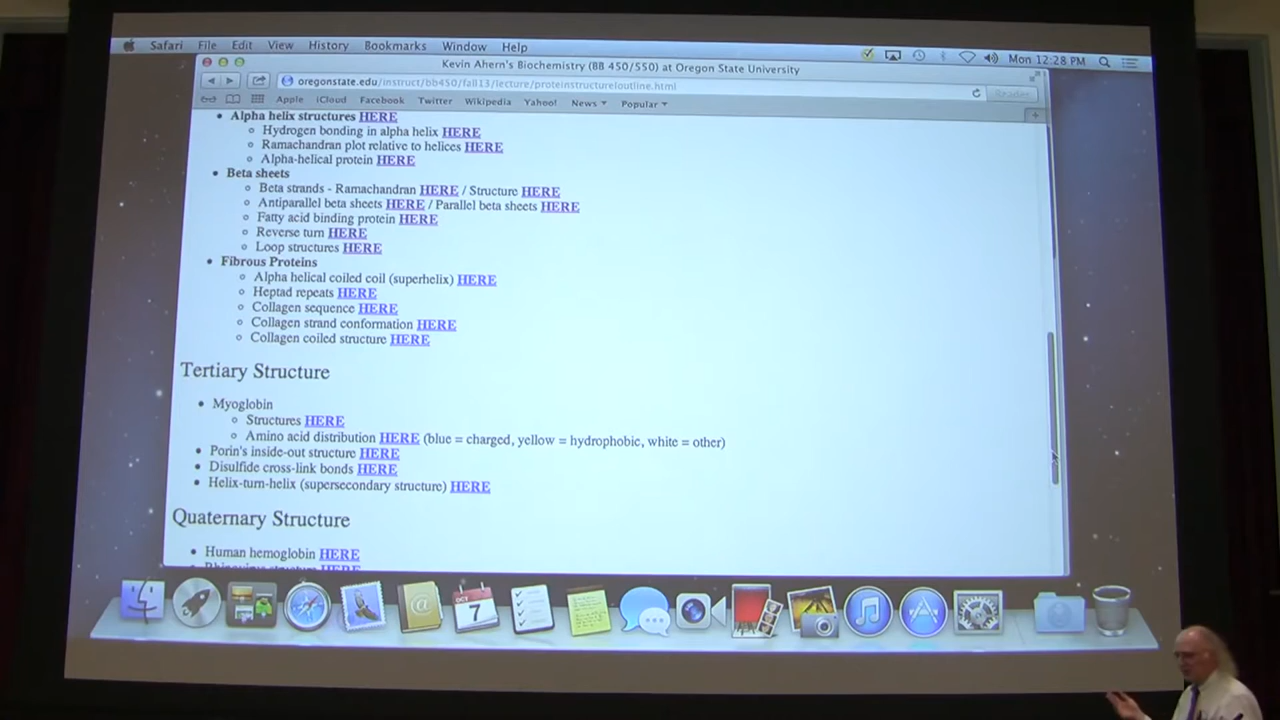 Safari File Edit View History Bookmarks Window Help Mon 12:28 PM
Kevin Ahern's Biochemistry (BB 450/550) at Oregon State University
oregonstate.edu/instruct/bb450/fall13/lecture/proteinstructureIoutline.html Reader
Apple iCloud Facebook Twitter Wikipedia Yahoo! News Popular
Alpha helix structures HERE
Hydrogen bonding in alpha helix HERE
Ramachandran plot relative to helices HERE
Alpha-helical protein HERE
Beta sheets
Beta strands - Ramachandran HERE / Structure HERE
Antiparallel beta sheets HERE / Parallel beta sheets HERE
Fatty acid binding protein HERE
Reverse turn HERE
Loop structures HERE
Fibrous Proteins
Alpha helical coiled coil (superhelix) HERE
Heptad repeats HERE
Collagen sequence HERE
Collagen strand conformation HERE
Collagen coiled structure HERE
Tertiary Structure
Myoglobin
Structures HERE
Amino acid distribution HERE (blue = charged, yellow = hydrophobic, white = other)
Porin's inside-out structure HERE
Disulfide cross-link bonds HERE
Helix-turn-helix (supersecondary structure) HERE
Quaternary Structure
Human hemoglobin HERE
Rhinovirus structure HERE
OCT
7